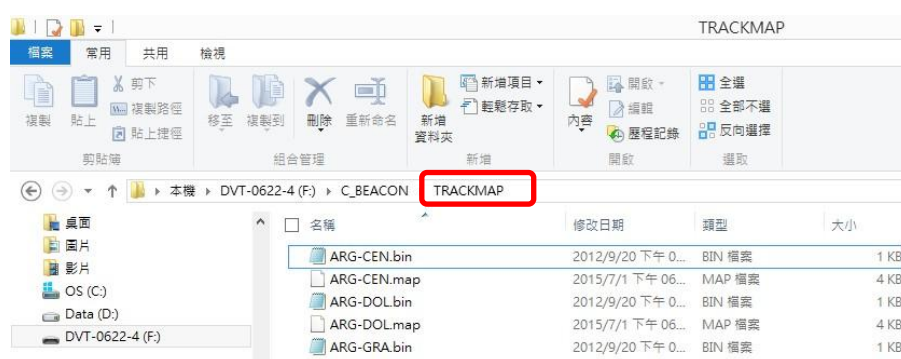 TRACKMAP
檔案 常用 共用 檢視
複製 貼上 剪下 複製路徑 貼上捷徑
移至 複製到 刪除 重新命名
新增資料夾 新增項目 輕鬆存取
內容 開啟 編輯 歷程記錄
全選 全部不選 反向選擇
剪貼簿 組合管理 新增 開啟 選取
本機 DVT-0622-4 (F:) C_BEACON TRACKMAP
桌面
圖片
影片
OS (C:)
Data (D:)
DVT-0622-4 (F:)
名稱 修改日期 類型 大小
ARG-CEN.bin 2012/9/20 下午 0... BIN 檔案 1 KB
ARG-CEN.map 2015/7/1 下午 06... MAP 檔案 4 KB
ARG-DOL.bin 2012/9/20 下午 0... BIN 檔案 1 KB
ARG-DOL.map 2015/7/1 下午 06... MAP 檔案 4 KB
ARG-GRA.bin 2012/9/20 下午 0... BIN 檔案 1 KB